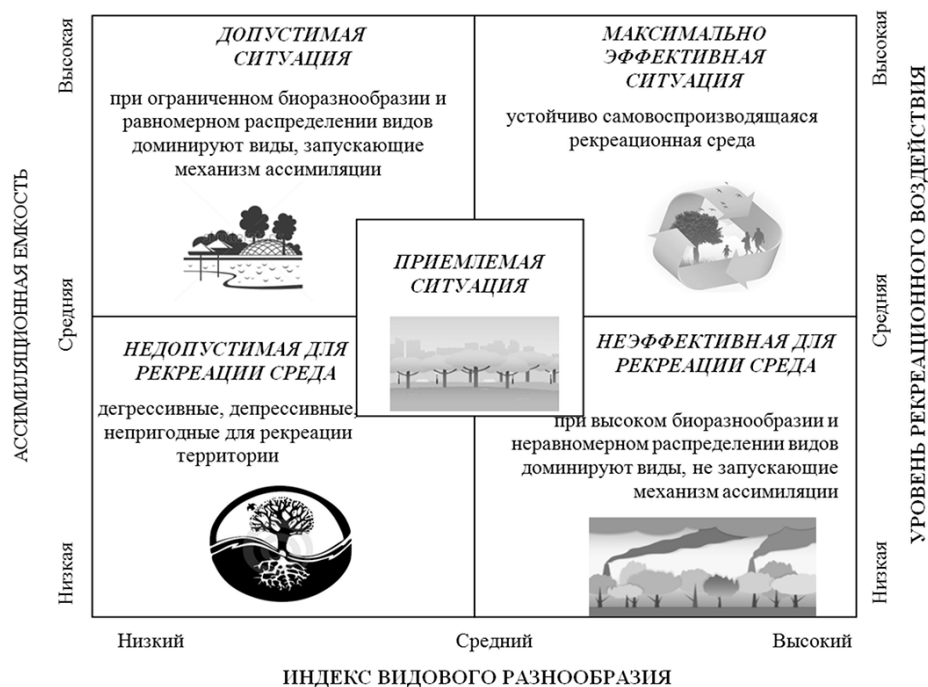 АССИМИЛЯЦИОННАЯ ЕМКОСТЬ
Высокая
Средняя
Низкая
ДОПУСТИМАЯ
СИТУАЦИЯ
при ограниченном биоразнообразии и
равномерном распределении видов
доминируют виды, запускающие
механизм ассимиляции
МАКСИМАЛЬНО
ЭФФЕКТИВНАЯ
СИТУАЦИЯ
устойчиво самовоспроизводящаяся
рекреационная среда
ПРИЕМЛЕМАЯ
СИТУАЦИЯ
НЕДОПУСТИМАЯ ДЛЯ
РЕКРЕАЦИИ СРЕДА
дегрессивные, депрессивные,
непригодные для рекреации
территории
НЕЭФФЕКТИВНАЯ ДЛЯ
РЕКРЕАЦИИ СРЕДА
при высоком биоразнообразии и
неравномерном распределении видов
доминируют виды, не запускающие
механизм ассимиляции
Высокая
Средняя
Низкая
УРОВЕНЬ РЕКРЕАЦИОННОГО ВОЗДЕЙСТВИЯ
Низкий
Средний
Высокий
ИНДЕКС ВИДОВОГО РАЗНООБРАЗИЯ